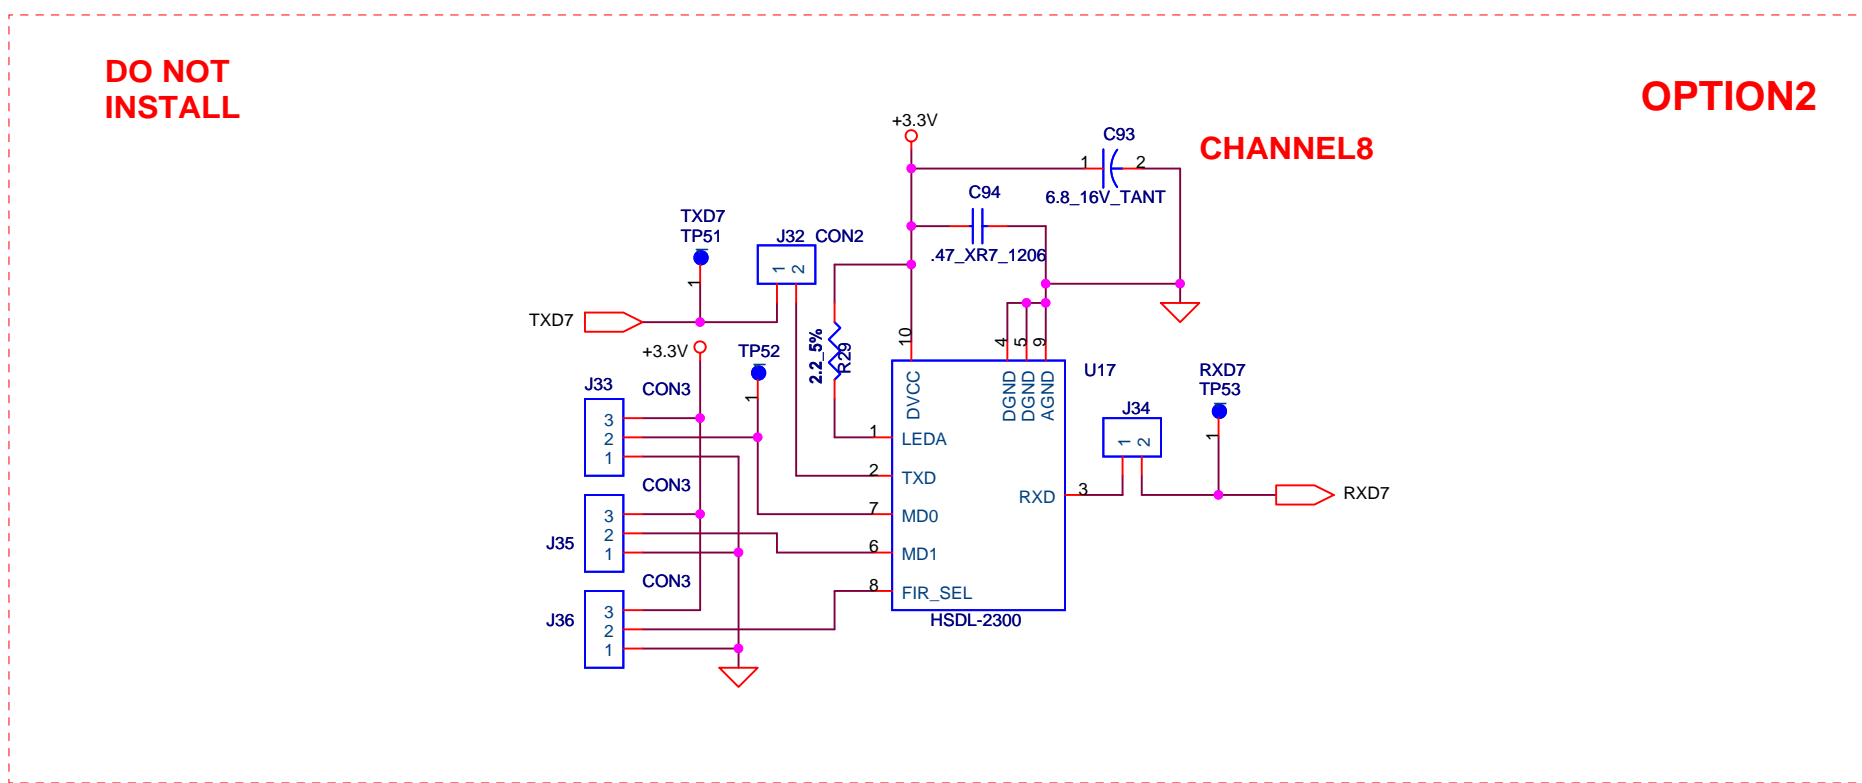 DO NOT
INSTALL
OPTION2
CHANNEL8
+3.3V
C93
1
2
6.8_16V_TANT
C94
.47_XR7_1206
TXD7
TP51
1
J32
CON2
1
2
TXD7
+3.3V
TP52
1
2.2_5%
R29
10
4
5
9
U17
DVCC
DGND
DGND
AGND
J33
CON3
3
2
1
1
LEDA
2
TXD
7
MD0
6
MD1
8
FIR_SEL
RXD
3
HSDL-2300
J34
1
2
RXD7
TP53
1
RXD7
CON3
J35
3
2
1
CON3
J36
3
2
1